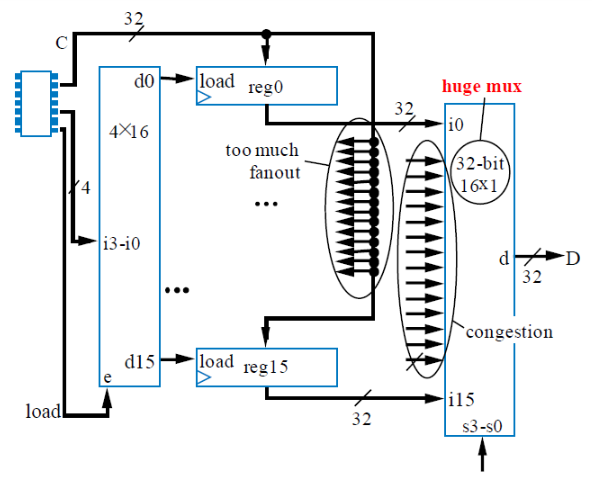 C
32
huge mux
d0
load
reg0
4×16
32
i0
too much
fanout
32-bit
16x1
4
...
i3-i0
d
D
32
...
congestion
d15
load
reg15
e
load
32
i15
s3-s0